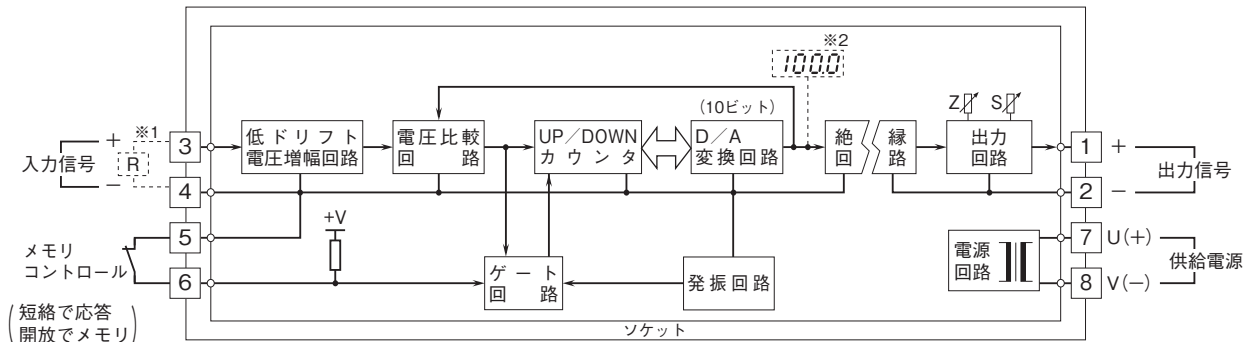 ※2
100.0
(10ビット)
Z S
※1
+ 3 低ドリフト 電圧増幅回路
電圧比較 回路
UP/DOWN カウンタ
D/A 変換回路
絶 縁 回 路
出力 回路
1 +
入力信号
R
出力信号
− 4
2 −
5
+V
7 U(+)
メモリ
コントロール
6
ゲート 回路
発振回路
電源 回路
供給電源
8 V(−)
(短絡で応答
開放でメモリ)
ソケット